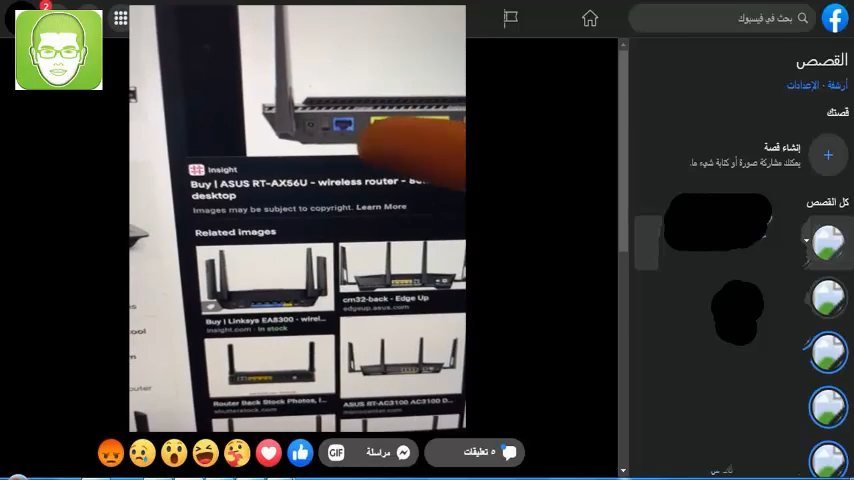 2
بحث في فيسبوك
القصص
أرشفة · الإعدادات
قصتك
إنشاء قصة
يمكنك مشاركة صورة أو كتابة شيء ما.
كل القصص
Insight
Buy | ASUS RT-AX56U - wireless router -
desktop
Images may be subject to copyright. Learn More
Related images
Buy | Linksys EA8300 - wirel...
insight.com · In stock
cm32-back - Edge Up
edgeup.asus.com
Router Back Stock Photos, I...
shutterstock.com
ASUS RT-AC3100 AC3100 D...
GIF
مراسلة
٥ تعليقات